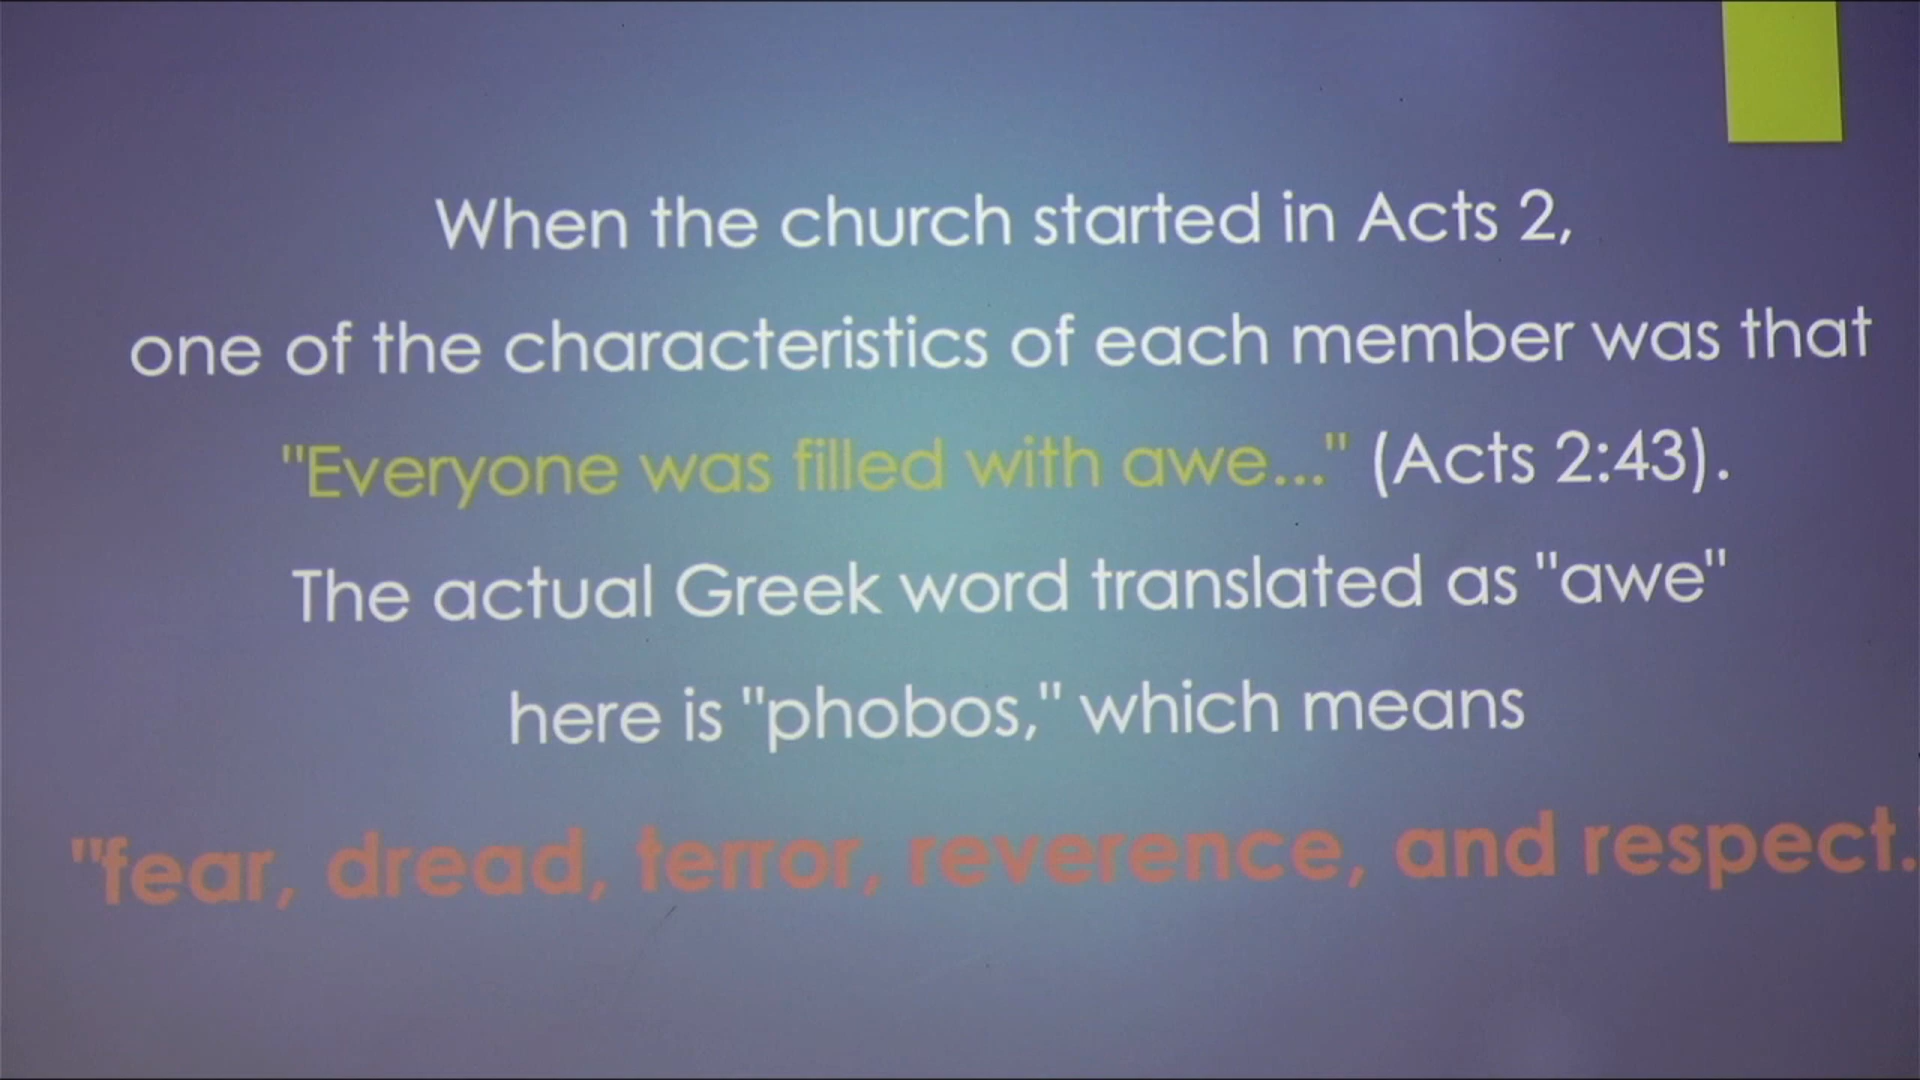 When the church started in Acts 2,
one of the characteristics of each member was that
"Everyone was filled with awe..." (Acts 2:43).
The actual Greek word translated as "awe"
here is "phobos," which means
"fear, dread, terror, reverence, and respect.